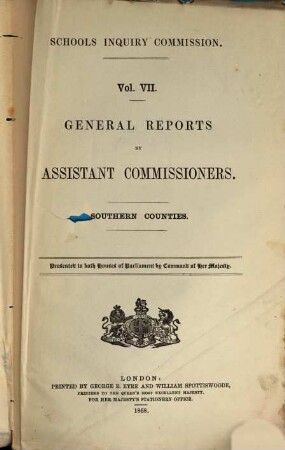 SCHOOLS INQUIRY COMMISSION.
Vol. VII.
GENERAL REPORTS
BY
ASSISTANT COMMISSIONERS.
SOUTHERN COUNTIES.
Presented to both Houses of Parliament by Command of Her Majesty.
LONDON:
PRINTED BY GEORGE E. EYRE AND WILLIAM SPOTTISWOODE,
PRINTERS TO THE QUEEN'S MOST EXCELLENT MAJESTY.
FOR HER MAJESTY'S STATIONERY OFFICE.
1868.